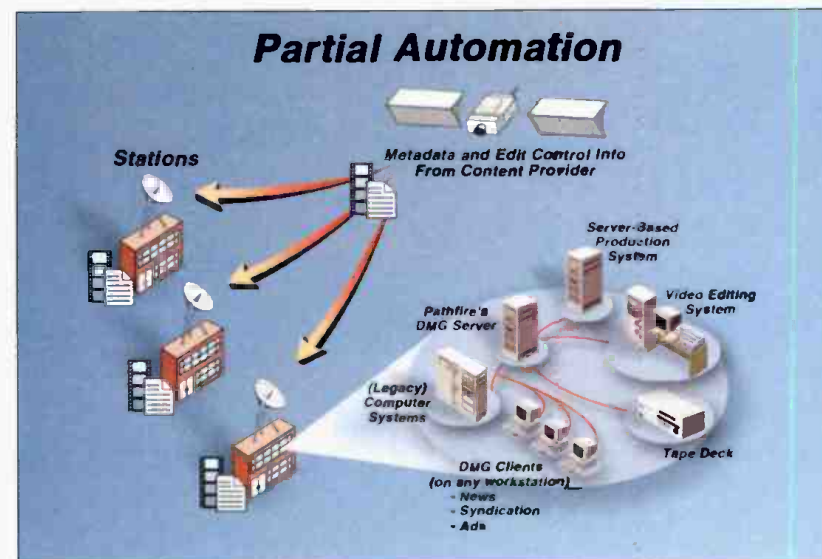 Partial Automation
Stations
Metadata and Edit Control Info
From Content Provider
Server-Based
Production
System
Video Editing
System
Pathfire's
DMG Server
(Legacy)
Computer
Systems
Tape Deck
DMG Clients
(on any workstation)
- News
- Syndication
- Ads